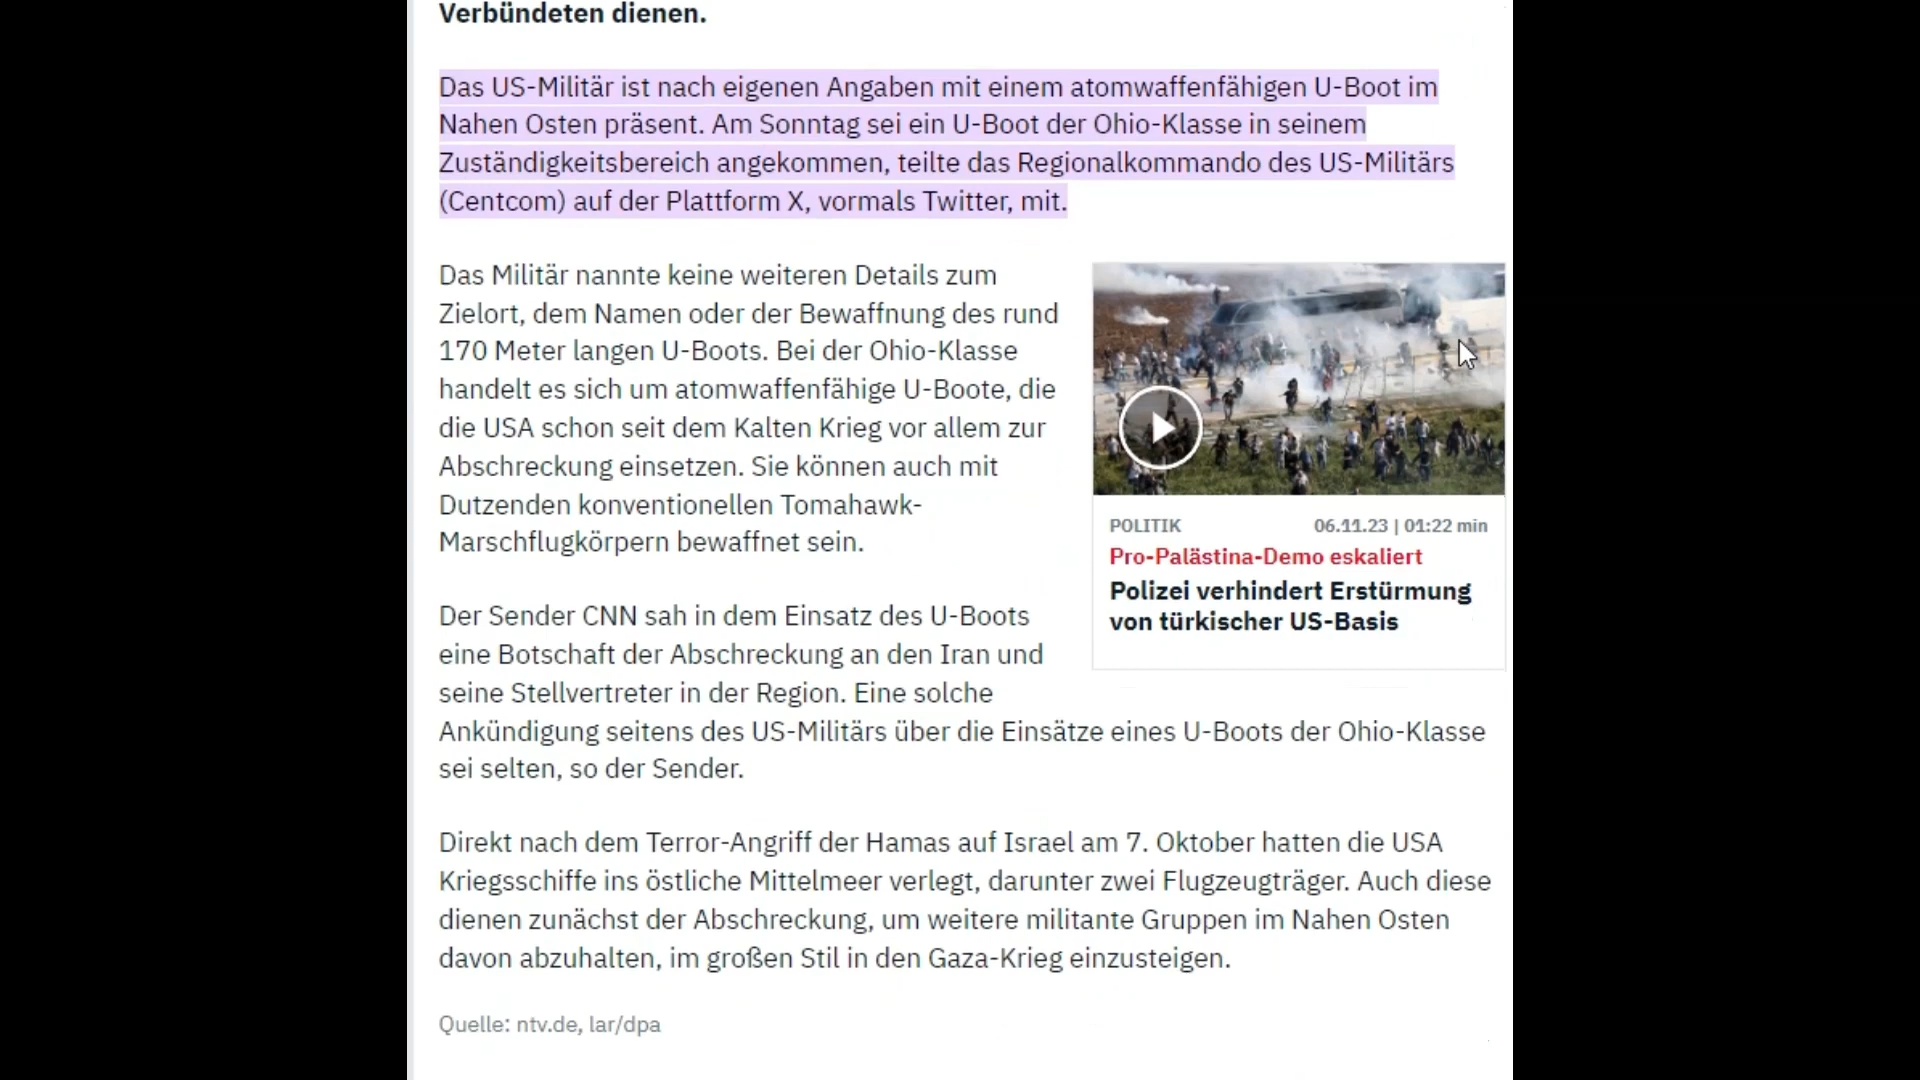 Verbündeten dienen.
Das US-Militär ist nach eigenen Angaben mit einem atomwaffenfähigen U-Boot im
Nahen Osten präsent. Am Sonntag sei ein U-Boot der Ohio-Klasse in seinem
Zuständigkeitsbereich angekommen, teilte das Regionalkommando des US-Militärs
(Centcom) auf der Plattform X, vormals Twitter, mit.
Das Militär nannte keine weiteren Details zum
Zielort, dem Namen oder der Bewaffnung des rund
170 Meter langen U-Boots. Bei der Ohio-Klasse
handelt es sich um atomwaffenfähige U-Boote, die
die USA schon seit dem Kalten Krieg vor allem zur
Abschreckung einsetzen. Sie können auch mit
Dutzenden konventionellen Tomahawk-
Marschflugkörpern bewaffnet sein.
POLITIK 06.11.23 | 01:22 min
Pro-Palästina-Demo eskaliert
Polizei verhindert Erstürmung
von türkischer US-Basis
Der Sender CNN sah in dem Einsatz des U-Boots
eine Botschaft der Abschreckung an den Iran und
seine Stellvertreter in der Region. Eine solche
Ankündigung seitens des US-Militärs über die Einsätze eines U-Boots der Ohio-Klasse
sei selten, so der Sender.
Direkt nach dem Terror-Angriff der Hamas auf Israel am 7. Oktober hatten die USA
Kriegsschiffe ins östliche Mittelmeer verlegt, darunter zwei Flugzeugträger. Auch diese
dienen zunächst der Abschreckung, um weitere militante Gruppen im Nahen Osten
davon abzuhalten, im großen Stil in den Gaza-Krieg einzusteigen.
Quelle: ntv.de, lar/dpa